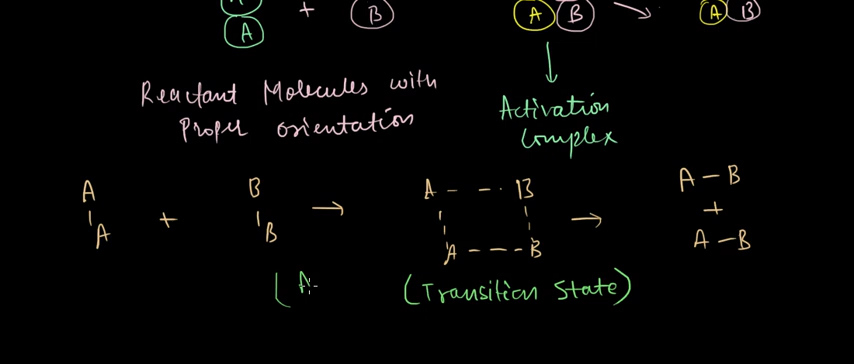 A + B A B → A B
A
Reactant Molecules with
Proper orientation
Activation
Complex
A B A - - - B A - B
+ → → +
A B A - - - B A - B
(A (Transition State)